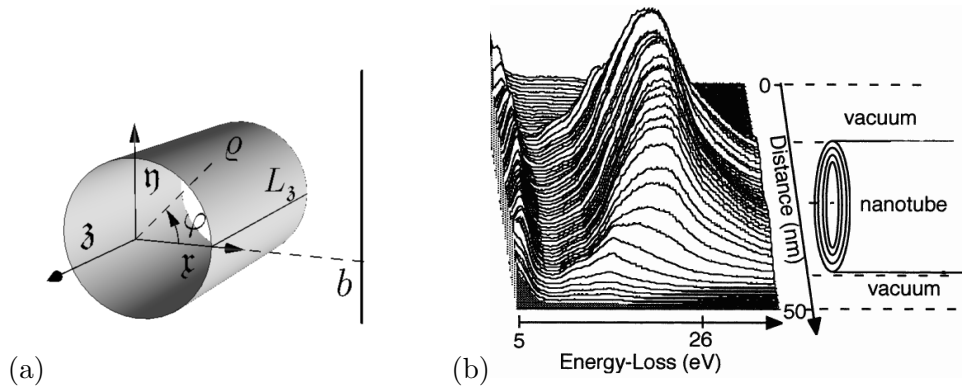 (a)
𝔷
𝔶
ϱ
φ
L𝔷
𝔵
b
(b)
0
vacuum
Distance (nm)
nanotube
vacuum
50
5
26
Energy-Loss (eV)